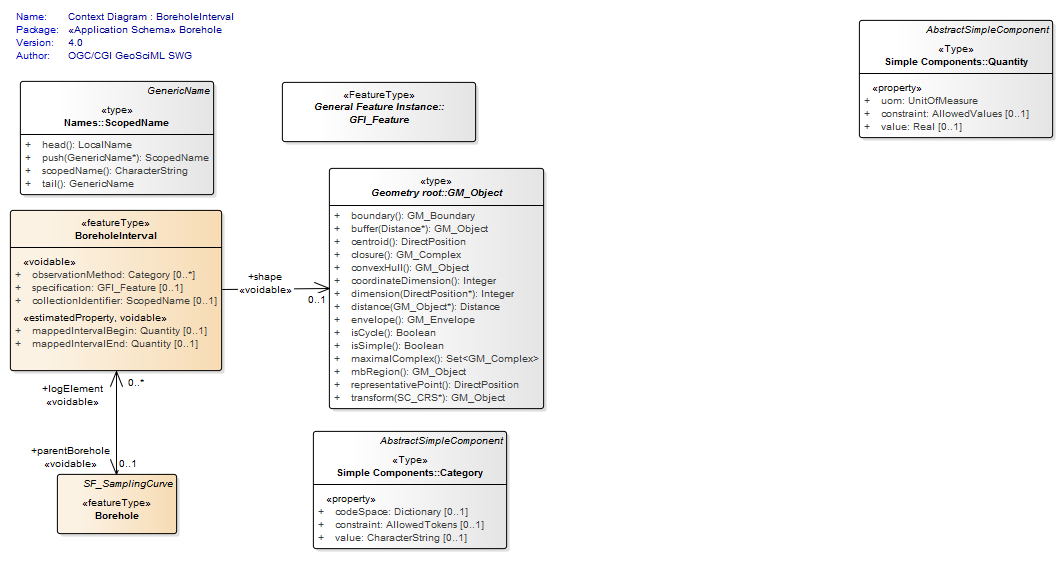 Name: Context Diagram : BoreholeInterval
Package: «Application Schema» Borehole
Version: 4.0
Author: OGC/CGI GeoSciML SWG
GenericName
«type»
Names::ScopedName
+ head(): LocalName
+ push(GenericName*): ScopedName
+ scopedName(): CharacterString
+ tail(): GenericName
«FeatureType»
General Feature Instance::
GFI_Feature
AbstractSimpleComponent
«Type»
Simple Components::Quantity
«property»
+ uom: UnitOfMeasure
+ constraint: AllowedValues [0..1]
+ value: Real [0..1]
«featureType»
BoreholeInterval
«voidable»
+ observationMethod: Category [0..*]
+ specification: GFI_Feature [0..1]
+ collectionIdentifier: ScopedName [0..1]
«estimatedProperty, voidable»
+ mappedIntervalBegin: Quantity [0..1]
+ mappedIntervalEnd: Quantity [0..1]
+shape
«voidable»
0..1
«type»
Geometry root::GM_Object
+ boundary(): GM_Boundary
+ buffer(Distance*): GM_Object
+ centroid(): DirectPosition
+ closure(): GM_Complex
+ convexHull(): GM_Object
+ coordinateDimension(): Integer
+ dimension(DirectPosition*): Integer
+ distance(GM_Object*): Distance
+ envelope(): GM_Envelope
+ isCycle(): Boolean
+ isSimple(): Boolean
+ maximalComplex(): Set<GM_Complex>
+ mbRegion(): GM_Object
+ representativePoint(): DirectPosition
+ transform(SC_CRS*): GM_Object
+logElement
«voidable»
0..*
+parentBorehole
«voidable»
0..1
SF_SamplingCurve
«featureType»
Borehole
AbstractSimpleComponent
«Type»
Simple Components::Category
«property»
+ codeSpace: Dictionary [0..1]
+ constraint: AllowedTokens [0..1]
+ value: CharacterString [0..1]